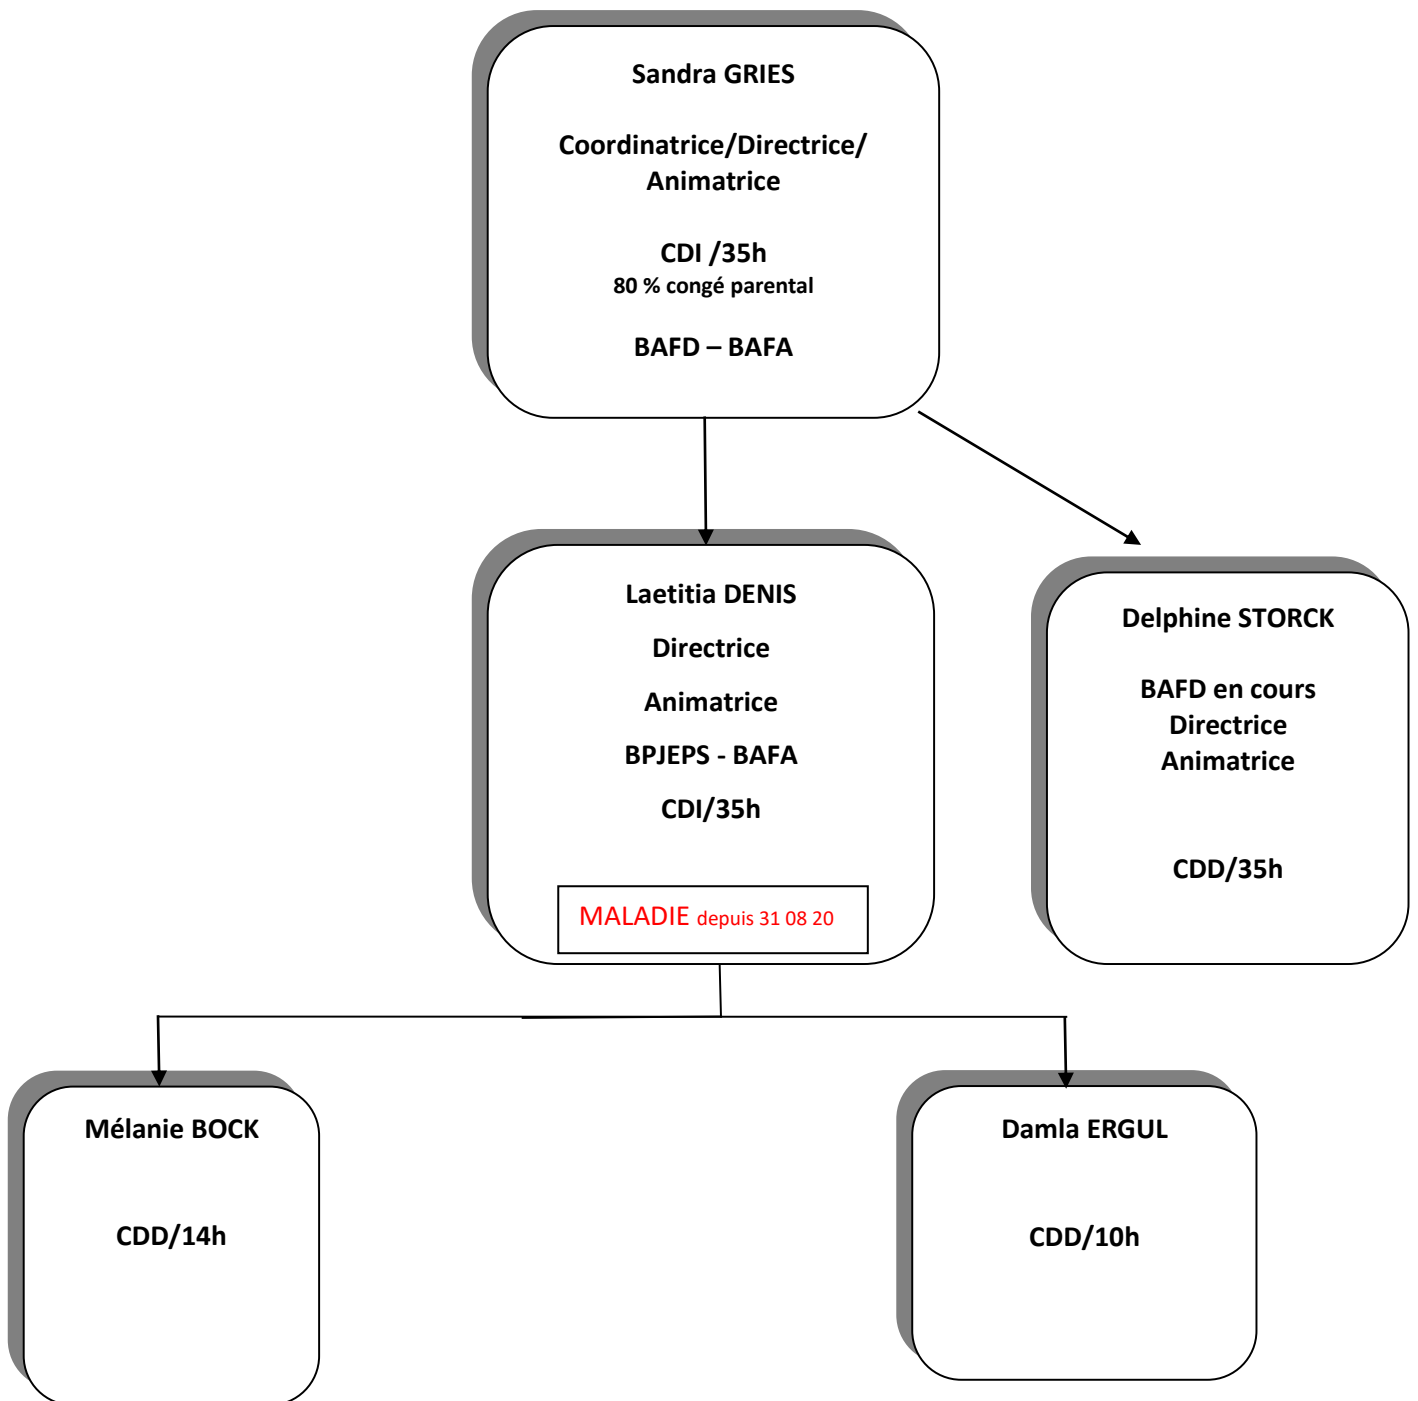 Sandra GRIES
Coordinatrice/Directrice/
Animatrice
CDI /35h
80 % congé parental
BAFD – BAFA
Laetitia DENIS
Directrice
Animatrice
BPJEPS - BAFA
CDI/35h
MALADIE depuis 31 08 20
Delphine STORCK
BAFD en cours
Directrice
Animatrice
CDD/35h
Mélanie BOCK
CDD/14h
Damla ERGUL
CDD/10h